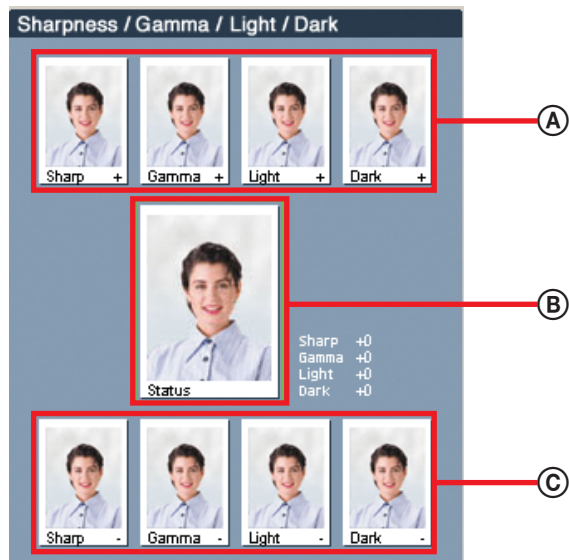 Sharpness / Gamma / Light / Dark
Sharp + Gamma + Light + Dark +
A
B
Sharp +0
Gamma +0
Light +0
Dark +0
Status
C
Sharp - Gamma - Light - Dark -